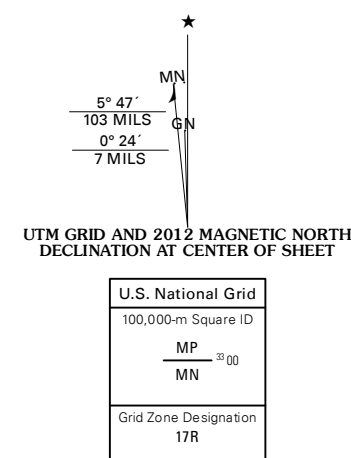 ★
MN
5° 47´
103 MILS
GN
0° 24´
7 MILS
UTM GRID AND 2012 MAGNETIC NORTH
DECLINATION AT CENTER OF SHEET
U.S. National Grid
100,000-m Square ID
MP
33 00
MN
Grid Zone Designation
17R